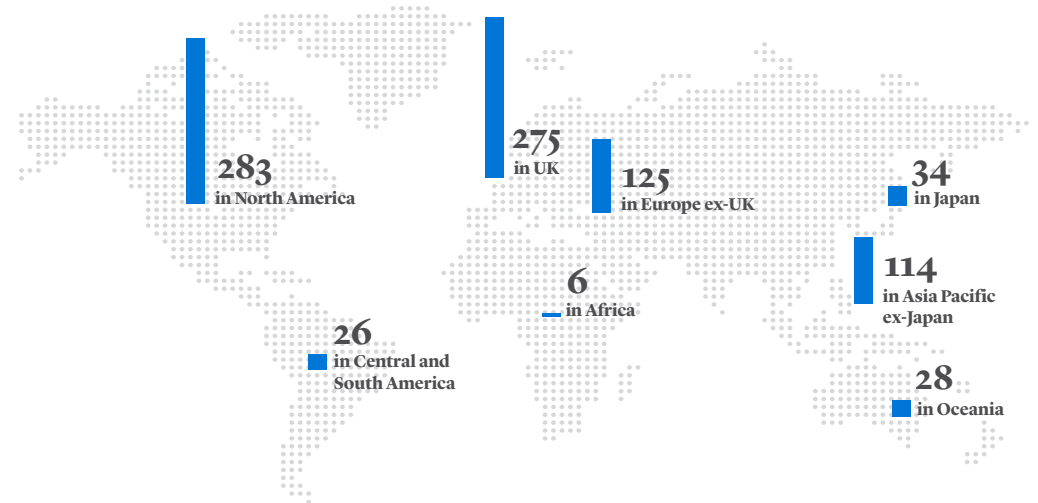 283
in North America
275
in UK
125
in Europe ex-UK
34
in Japan
114
in Asia Pacific
ex-Japan
6
in Africa
26
in Central and
South America
28
in Oceania